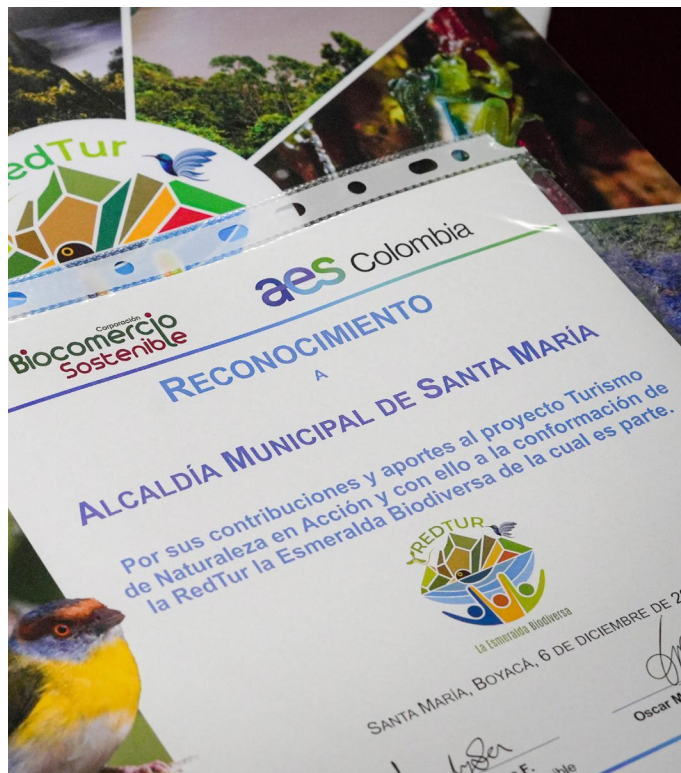 edTur
aes Colombia
Corporación
Biocomercio
Sostenible
RECONOCIMIENTO
A
ALCALDÍA MUNICIPAL DE SANTA MARÍA
Por sus contribuciones y aportes al proyecto Turismo
de Naturaleza en Acción y con ello a la conformación de
la RedTur la Esmeralda Biodiversa de la cual es parte.
REDTUR
La Esmeralda Biodiversa
SANTA MARÍA, BOYACÁ, 6 DE DICIEMBRE DE 2
Oscar M
F.
ible